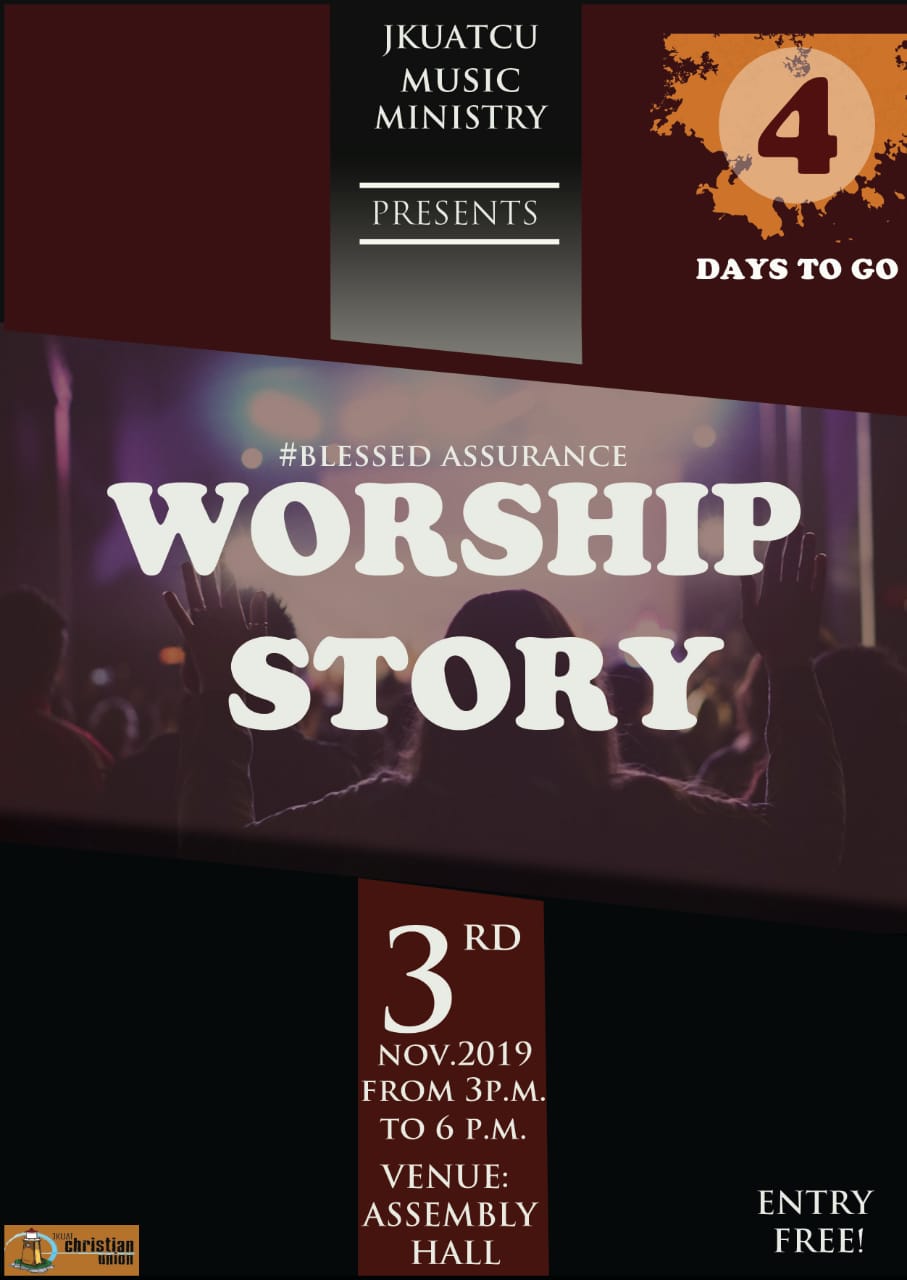 JKUATCU
MUSIC
MINISTRY
PRESENTS
4
DAYS TO GO
#BLESSED ASSURANCE
WORSHIP
STORY
3RD
NOV.2019
FROM 3P.M.
TO 6 P.M.
VENUE:
ASSEMBLY
HALL
ENTRY
FREE!
JKUAT
christian
union